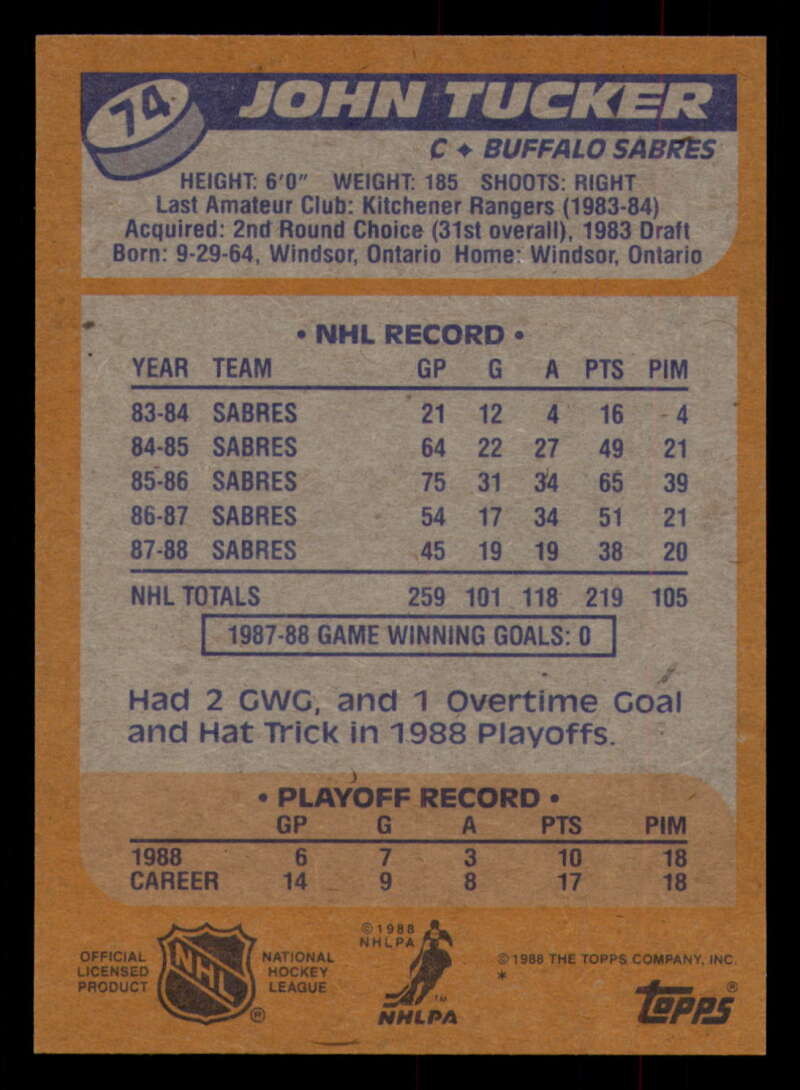 74 JOHN TUCKER
C ♦ BUFFALO SABRES
HEIGHT: 6'0" WEIGHT: 185 SHOOTS: RIGHT
Last Amateur Club: Kitchener Rangers (1983-84)
Acquired: 2nd Round Choice (31st overall), 1983 Draft
Born: 9-29-64, Windsor, Ontario Home: Windsor, Ontario
• NHL RECORD •
YEAR TEAM GP G A PTS PIM
83-84 SABRES 21 12 4 16 4
84-85 SABRES 64 22 27 49 21
85-86 SABRES 75 31 34 65 39
86-87 SABRES 54 17 34 51 21
87-88 SABRES 45 19 19 38 20
NHL TOTALS 259 101 118 219 105
1987-88 GAME WINNING GOALS: 0
Had 2 GWG, and 1 Overtime Goal
and Hat Trick in 1988 Playoffs.
• PLAYOFF RECORD •
GP G A PTS PIM
1988 6 7 3 10 18
CAREER 14 9 8 17 18
OFFICIAL
LICENSED
PRODUCT
NHL
®
NATIONAL
HOCKEY
LEAGUE
©1988
NHLPA
™
NHLPA
©1988 THE TOPPS COMPANY, INC.
*
topps®